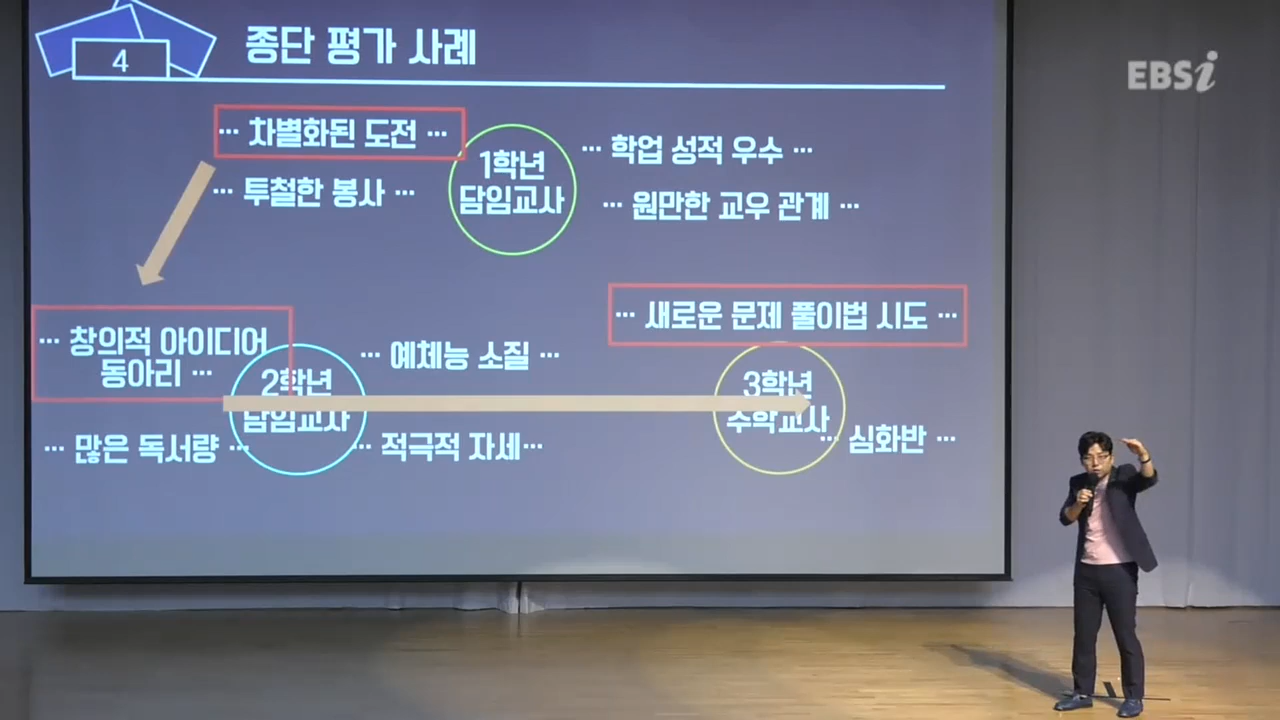 4
종단 평가 사례
EBSi
··· 차별화된 도전 ···
··· 투철한 봉사 ···
1학년
담임교사
··· 학업 성적 우수 ···
··· 원만한 교우 관계 ···
··· 창의적 아이디어
동아리 ···
··· 많은 독서량 ···
2학년
담임교사
··· 예체능 소질 ···
··· 적극적 자세···
··· 새로운 문제 풀이법 시도 ···
3학년
수학교사
··· 심화반 ···